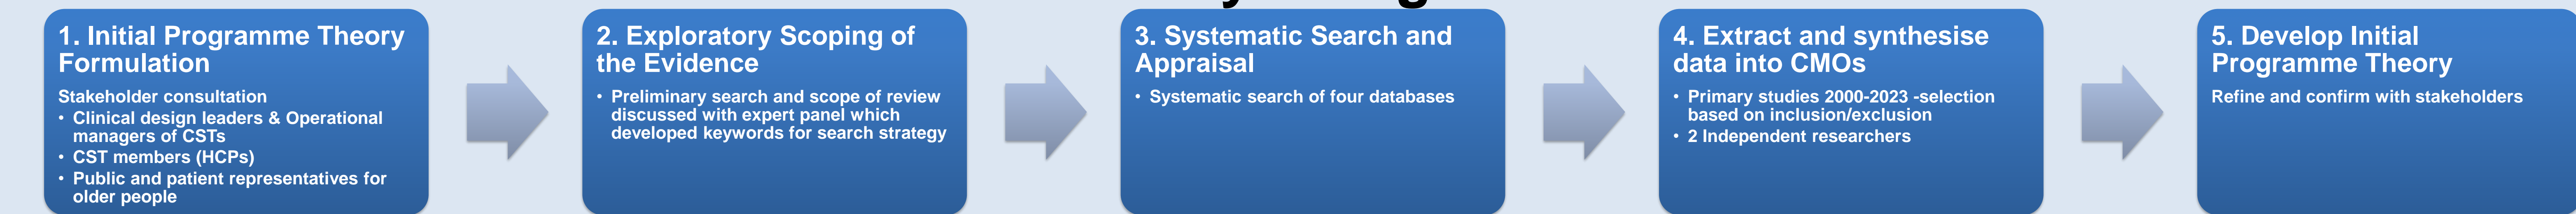 1. Initial Programme Theory
Formulation
Stakeholder consultation
• Clinical design leaders & Operational
managers of CSTs
• CST members (HCPs)
• Public and patient representatives for
older people
2. Exploratory Scoping of
the Evidence
• Preliminary search and scope of review
discussed with expert panel which
developed keywords for search strategy
3. Systematic Search and
Appraisal
• Systematic search of four databases
4. Extract and synthesise
data into CMOs
• Primary studies 2000-2023 -selection
based on inclusion/exclusion
• 2 Independent researchers
5. Develop Initial
Programme Theory
Refine and confirm with stakeholders